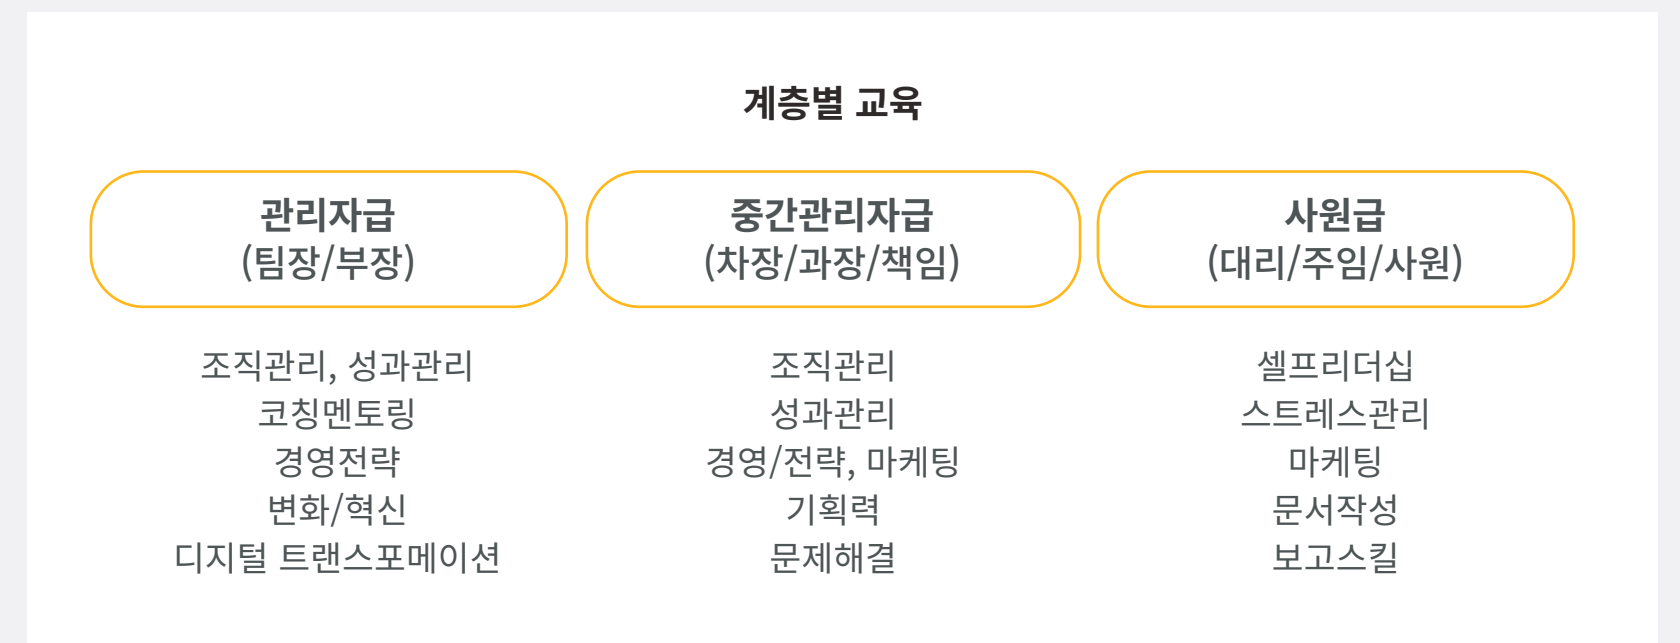 계층별 교육
관리자급
(팀장/부장)
조직관리, 성과관리
코칭멘토링
경영전략
변화/혁신
디지털 트랜스포메이션
중간관리자급
(차장/과장/책임)
조직관리
성과관리
경영/전략, 마케팅
기획력
문제해결
사원급
(대리/주임/사원)
셀프리더십
스트레스관리
마케팅
문서작성
보고스킬